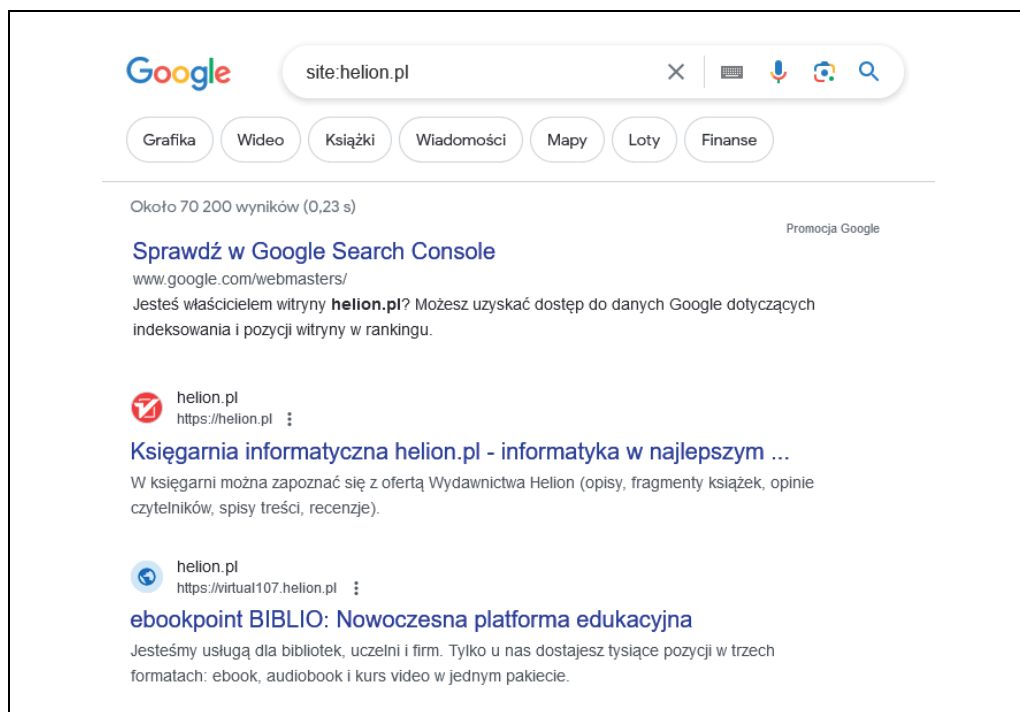 Google
site:helion.pl
Grafika Wideo Książki Wiadomości Mapy Loty Finanse
Około 70 200 wyników (0,23 s)
Promocja Google
Sprawdź w Google Search Console
www.google.com/webmasters/
Jesteś właścicielem witryny helion.pl? Możesz uzyskać dostęp do danych Google dotyczących
indeksowania i pozycji witryny w rankingu.
helion.pl
https://helion.pl
Księgarnia informatyczna helion.pl - informatyka w najlepszym ...
W księgarni można zapoznać się z ofertą Wydawnictwa Helion (opisy, fragmenty książek, opinie
czytelników, spisy treści, recenzje).
helion.pl
https://virtual107.helion.pl
ebookpoint BIBLIO: Nowoczesna platforma edukacyjna
Jesteśmy usługą dla bibliotek, uczelni i firm. Tylko u nas dostajesz tysiące pozycji w trzech
formatach: ebook, audiobook i kurs video w jednym pakiecie.